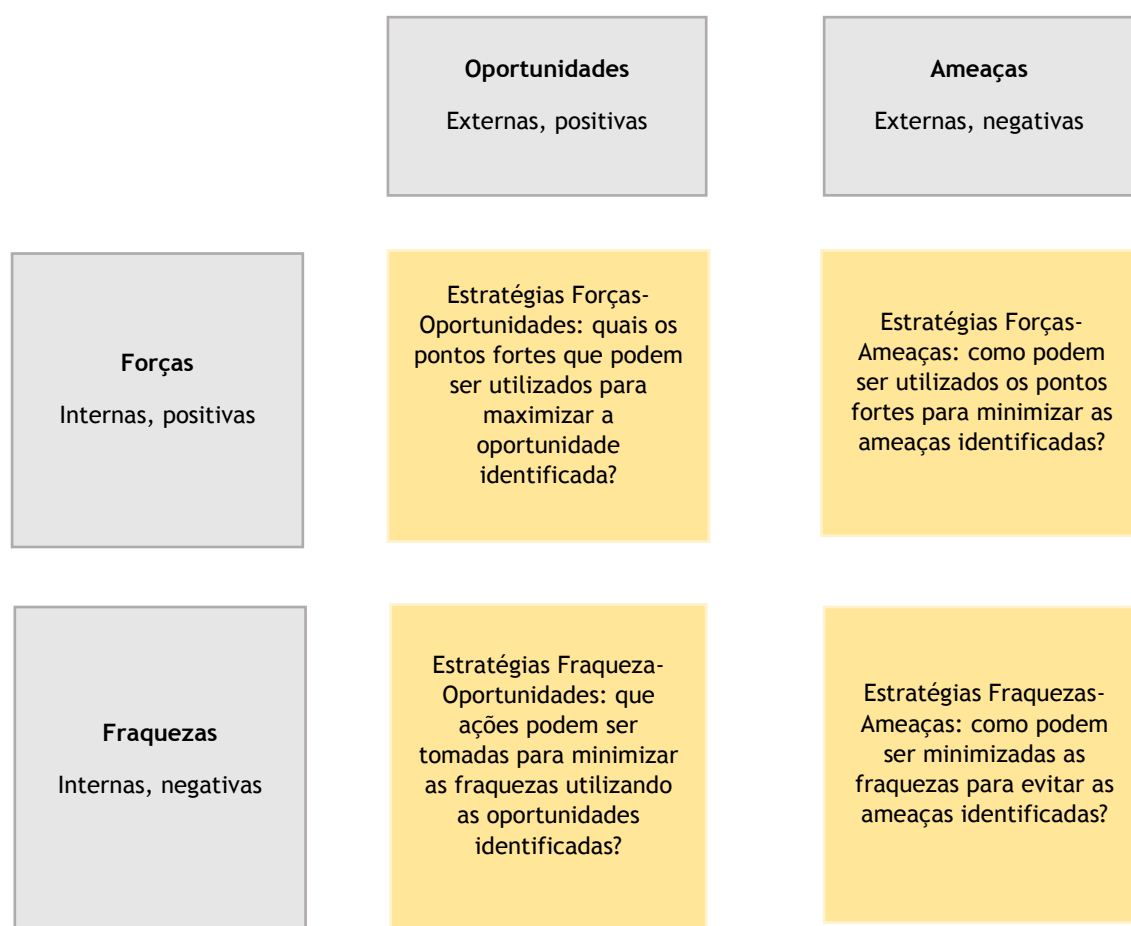 Oportunidades
Externas, positivas
Ameaças
Externas, negativas
Forças
Internas, positivas
Estratégias Forças-
Oportunidades: quais os
pontos fortes que podem
ser utilizados para
maximizar a
oportunidade
identificada?
Estratégias Forças-
Ameaças: como podem
ser utilizados os pontos
fortes para minimizar as
ameaças identificadas?
Fraquezas
Internas, negativas
Estratégias Fraqueza-
Oportunidades: que
ações podem ser
tomadas para minimizar
as fraquezas utilizando
as oportunidades
identificadas?
Estratégias Fraquezas-
Ameaças: como podem
ser minimizadas as
fraquezas para evitar as
ameaças identificadas?